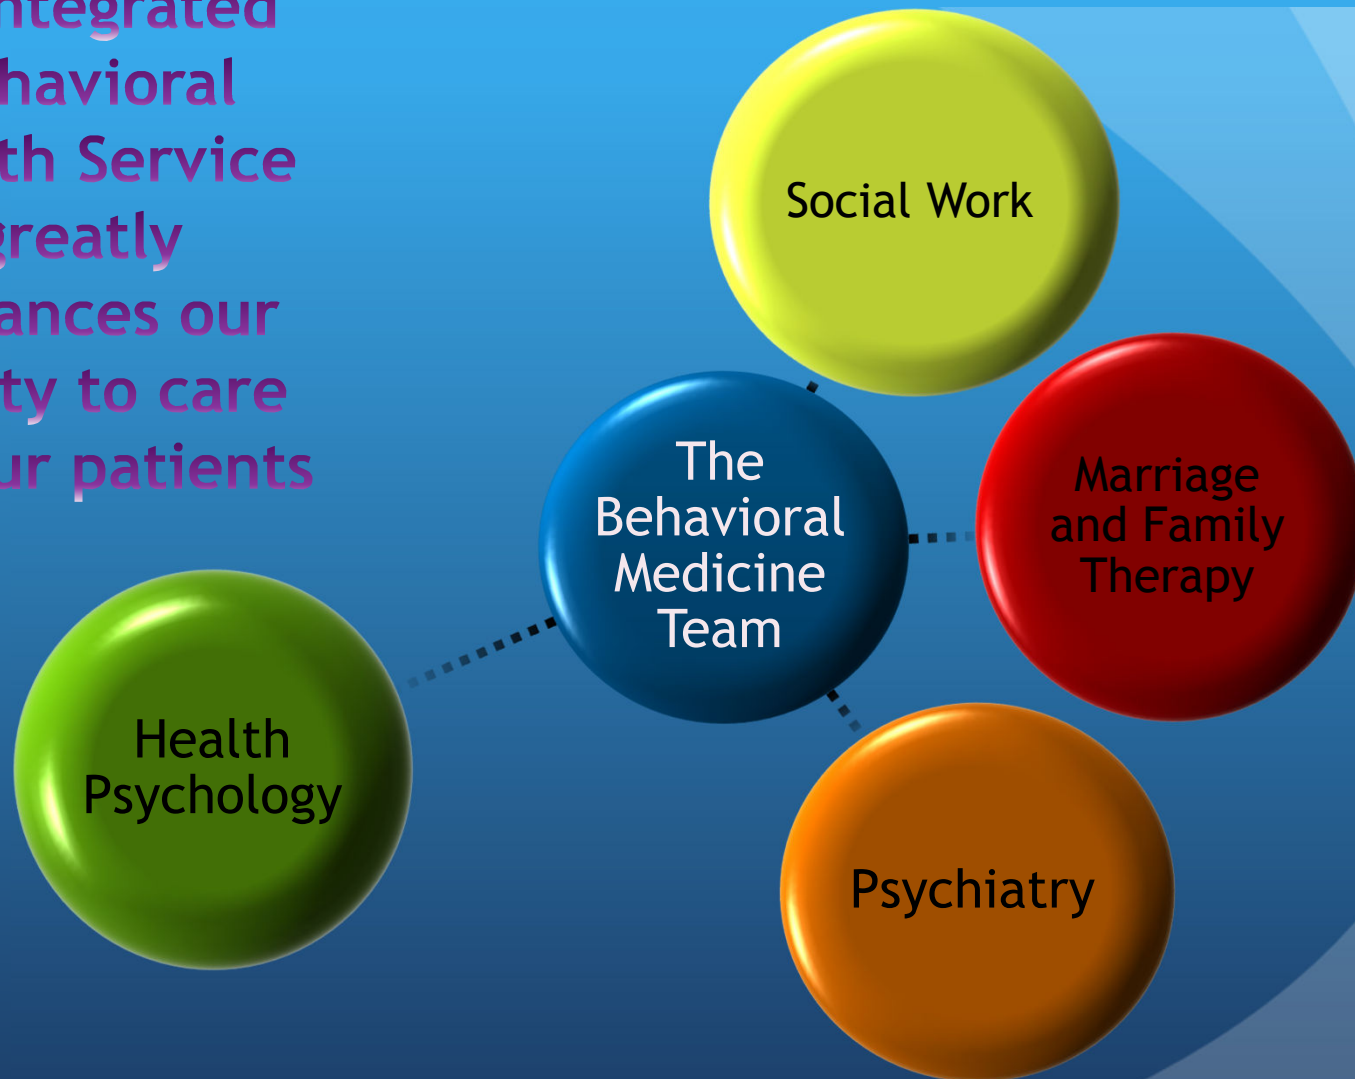 ntegrated
havioral
th Service
greatly
ances our
ty to care
ur patients
Social Work
The
Behavioral
Medicine
Team
Marriage
and Family
Therapy
Health
Psychology
Psychiatry